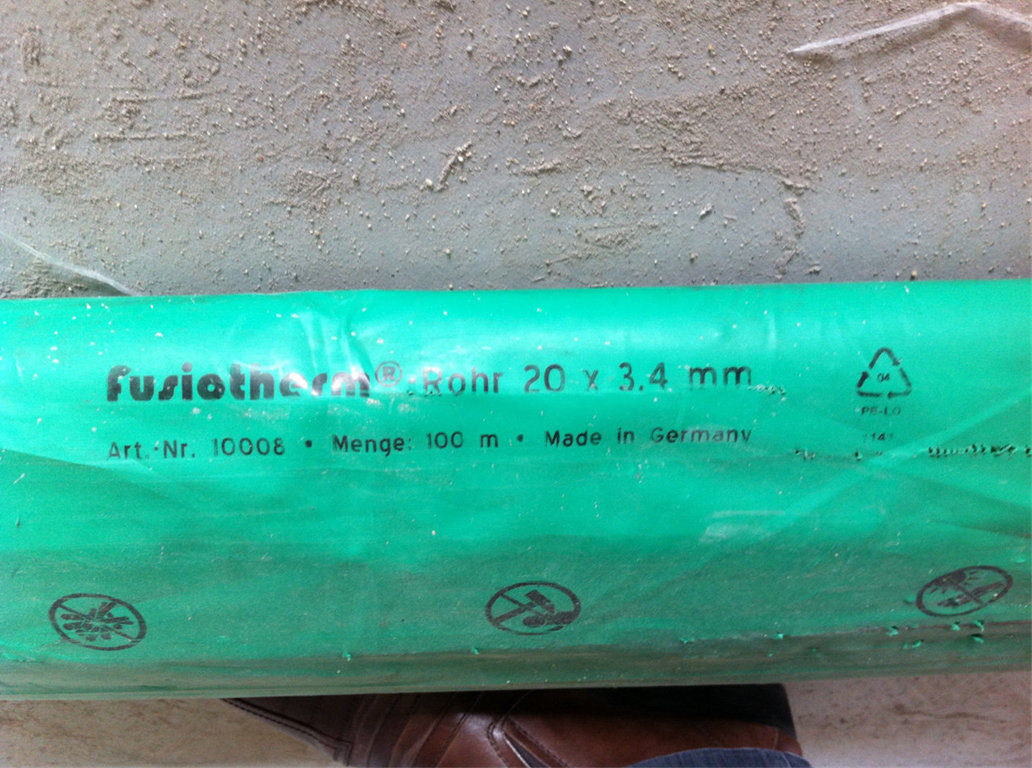 fusiotherm® Rohr 20 x 3.4 mm
Art.-Nr. 10008 • Menge: 100 m • Made in Germany
04
PE-LD